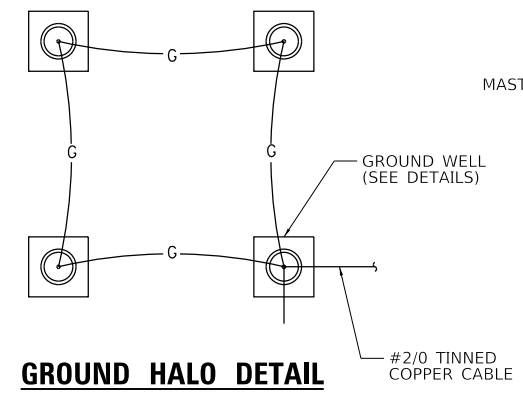 G
MAST
G
G
GROUND WELL
(SEE DETAILS)
G
#2/0 TINNED
COPPER CABLE
GROUND HALO DETAIL